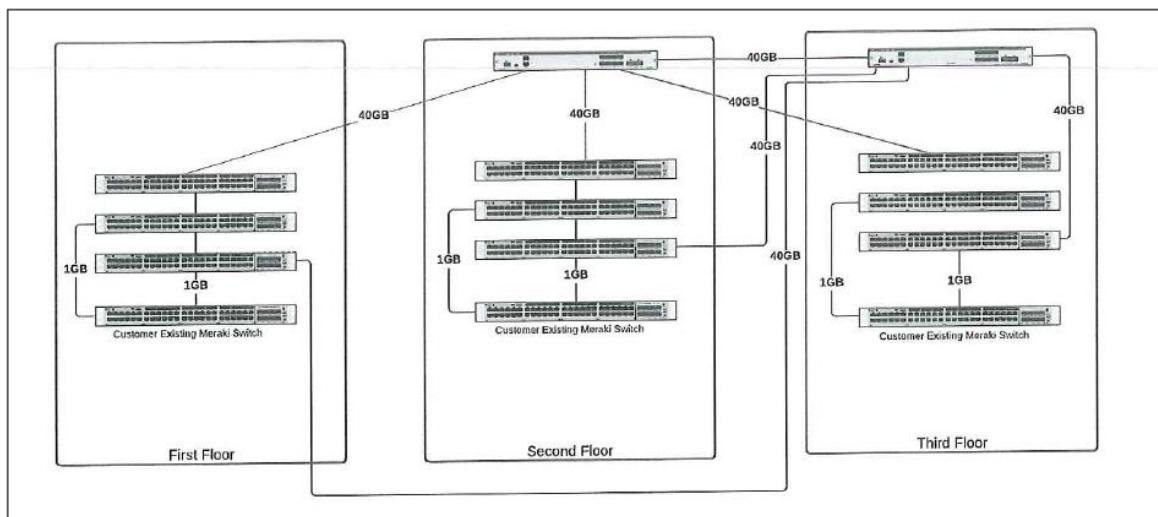 40GB
40GB
40GB
40GB
40GB
40GB
40GB
1GB
1GB
Customer Existing Meraki Switch
First Floor
1GB
1GB
Customer Existing Meraki Switch
Second Floor
1GB
1GB
Customer Existing Meraki Switch
Third Floor